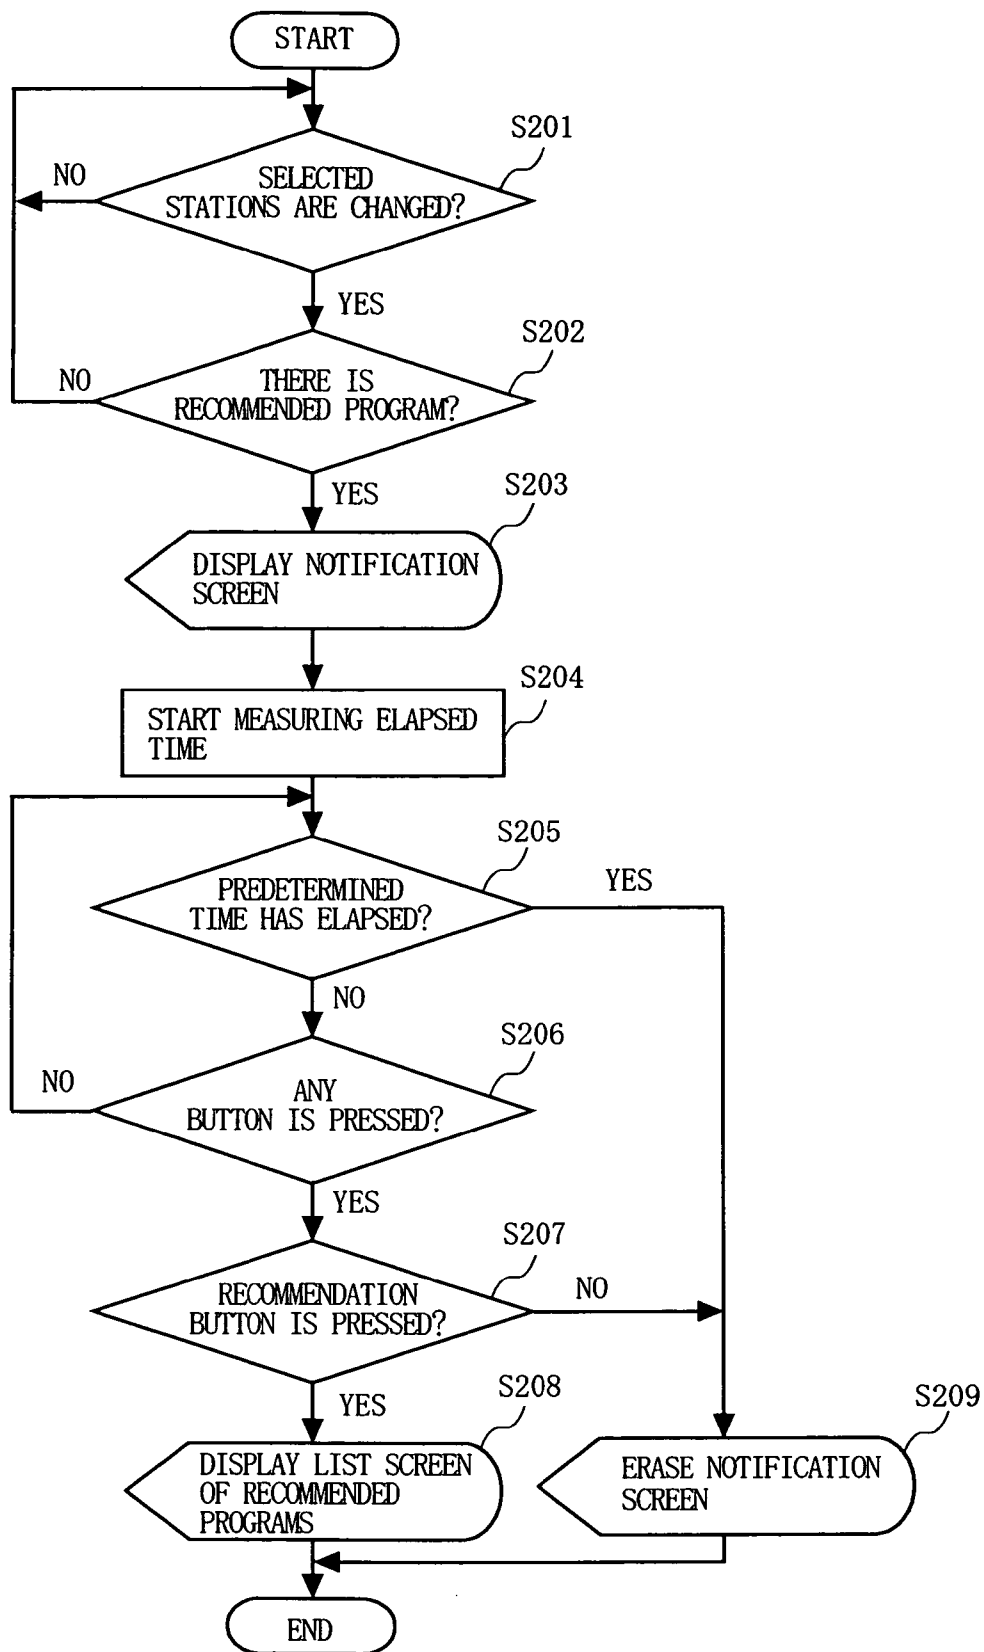 START
S201
NO
SELECTED
STATIONS ARE CHANGED?
YES
S202
NO
THERE IS
RECOMMENDED PROGRAM?
YES
S203
DISPLAY NOTIFICATION
SCREEN
S204
START MEASURING ELAPSED
TIME
S205
PREDETERMINED
TIME HAS ELAPSED?
YES
NO
S206
NO
ANY
BUTTON IS PRESSED?
YES
S207
RECOMMENDATION
BUTTON IS PRESSED?
NO
YES
S208
S209
DISPLAY LIST SCREEN
OF RECOMMENDED
PROGRAMS
ERASE NOTIFICATION
SCREEN
END